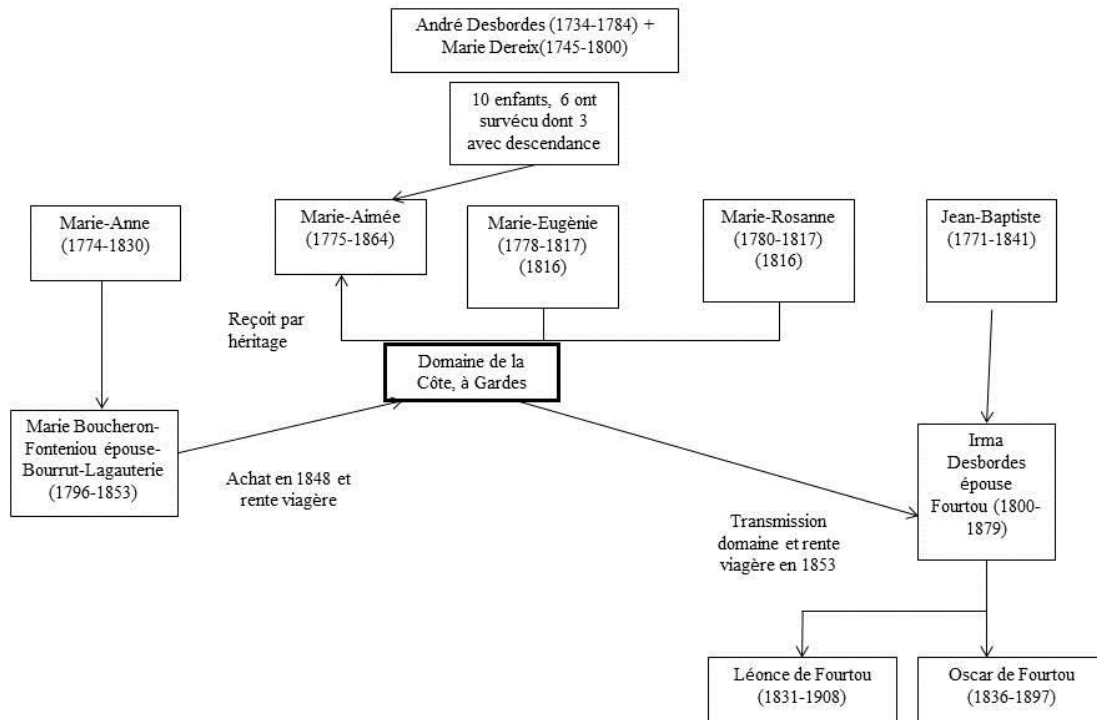 André Desbordes (1734-1784) +
Marie Dereix(1745-1800)
10 enfants, 6 ont
survécu dont 3
avec descendance
Marie-Anne
(1774-1830)
Marie-Aimée
(1775-1864)
Marie-Eugènie
(1778-1817)
(1816)
Marie-Rosanne
(1780-1817)
(1816)
Jean-Baptiste
(1771-1841)
Reçoit par
héritage
Domaine de la
Côte, à Gardes
Marie Boucheron-
Fonteniou épouse-
Bourrut-Lagauterie
(1796-1853)
Achat en 1848 et
rente viagère
Irma
Desbordes
épouse
Fourtou (1800-
1879)
Transmission
domaine et rente
viagère en 1853
Léonce de Fourtou
(1831-1908)
Oscar de Fourtou
(1836-1897)